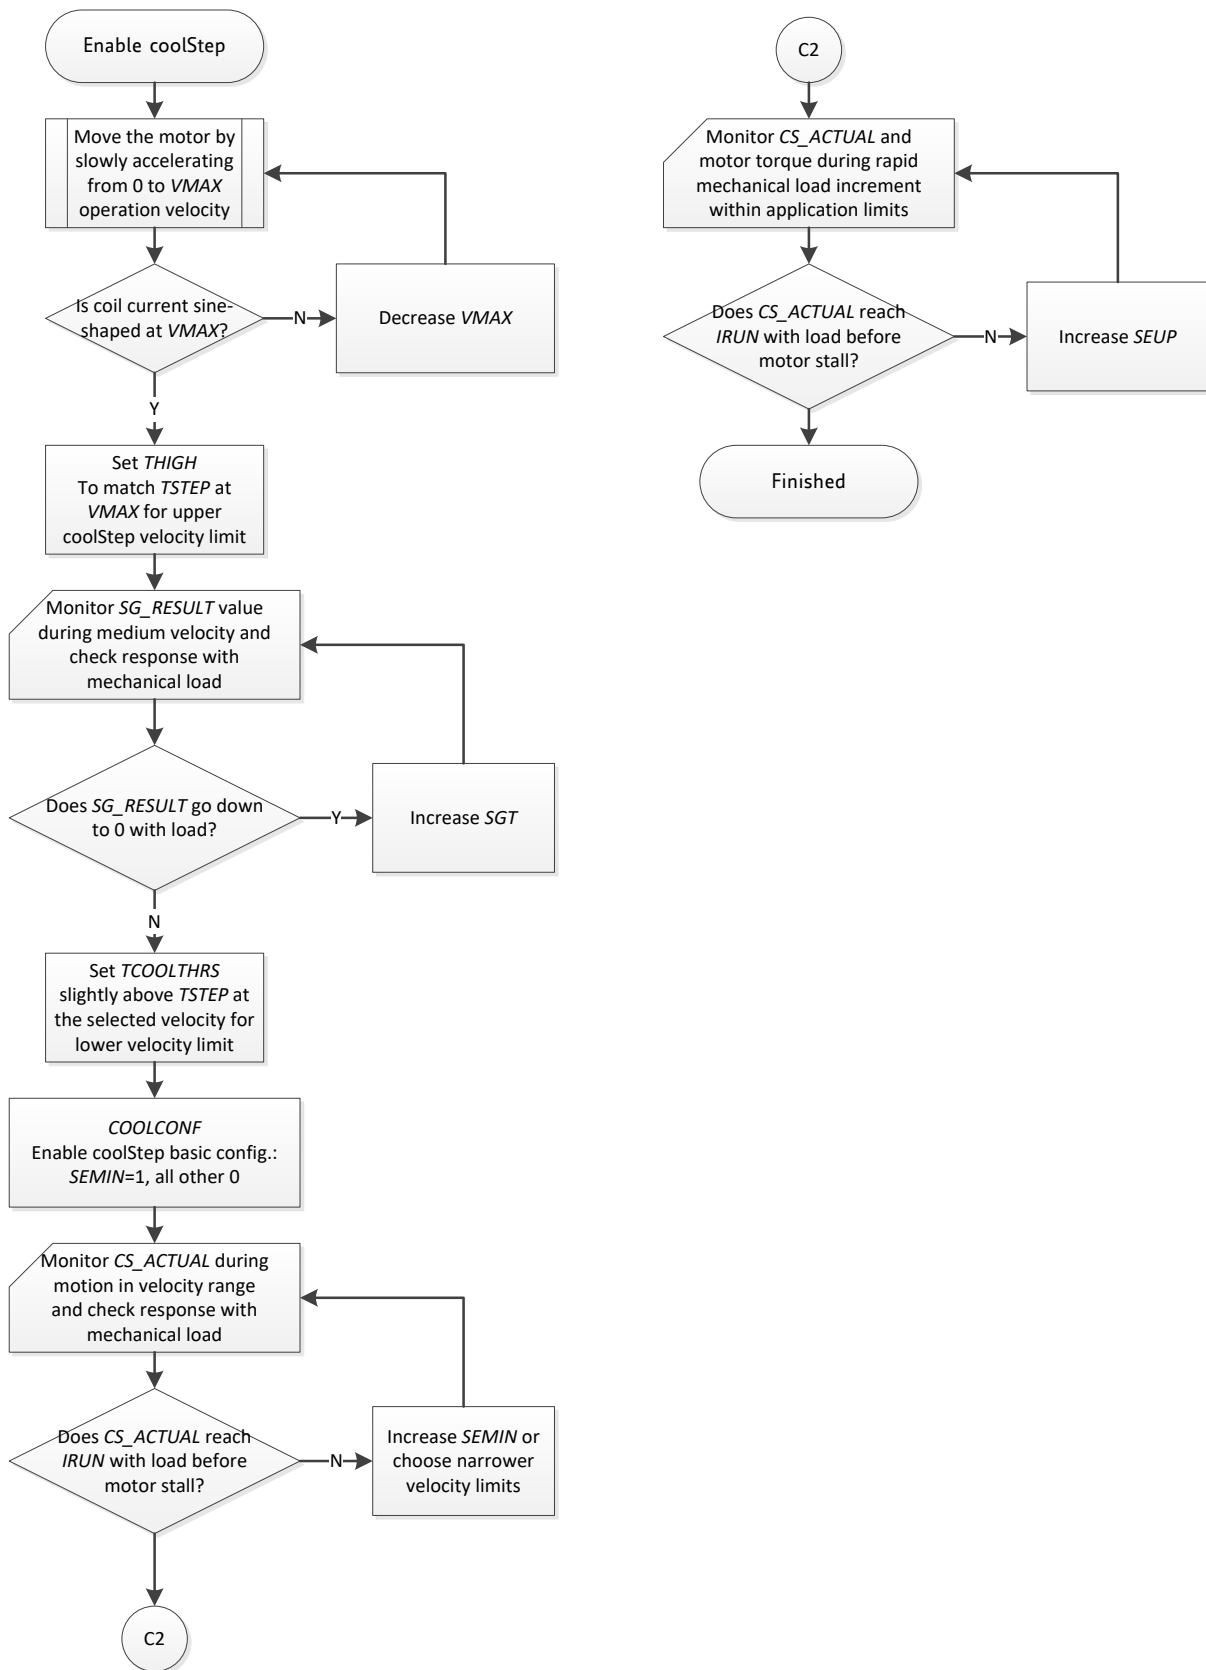 Enable coolStep
Move the motor by
slowly accelerating
from 0 to VMAX
operation velocity
Is coil current sine-
shaped at VMAX?
N
Decrease VMAX
Y
Set THIGH
To match TSTEP at
VMAX for upper
coolStep velocity limit
Monitor SG_RESULT value
during medium velocity and
check response with
mechanical load
Does SG_RESULT go down
to 0 with load?
Y
Increase SGT
N
Set TCOOLTHRS
slightly above TSTEP at
the selected velocity for
lower velocity limit
COOLCONF
Enable coolStep basic config.:
SEMIN=1, all other 0
Monitor CS_ACTUAL during
motion in velocity range
and check response with
mechanical load
Does CS_ACTUAL reach
IRUN with load before
motor stall?
N
Increase SEMIN or
choose narrower
velocity limits
C2
C2
Monitor CS_ACTUAL and
motor torque during rapid
mechanical load increment
within application limits
Does CS_ACTUAL reach
IRUN with load before
motor stall?
N
Increase SEUP
Finished